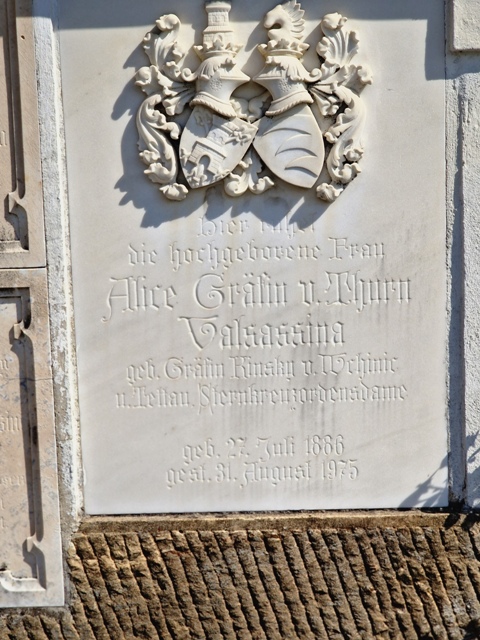 Hier ruht
die hochgeborene Frau
Alice Gräfin v. Thurn
Valsassina
geb. Gräfin Kinsky v. Wchinic
u. Tettau, Sternkreuzordensdame
geb. 27. Juli 1886
gest. 31. August 1975